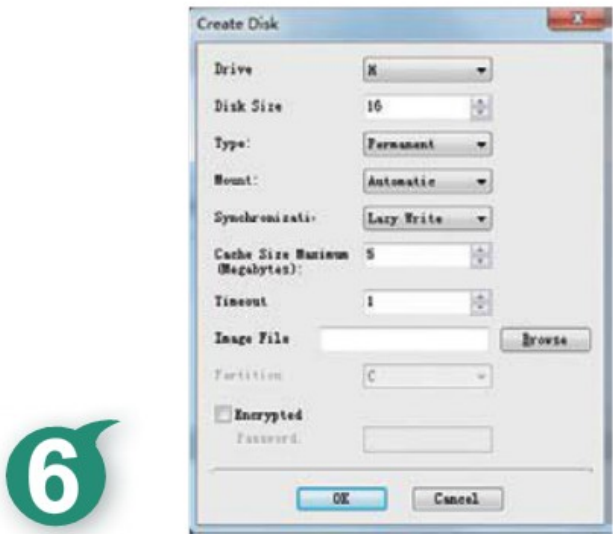 Create Disk
Drive M
Disk Size 16
Type: Permanent
Mount: Automatic
Synchronizati· Lazy Write
Cache Size Maximum 5
(Megabytes):
Timeout 1
Image File Browse
Partition C
Encrypted
Password
OK Cancel
6